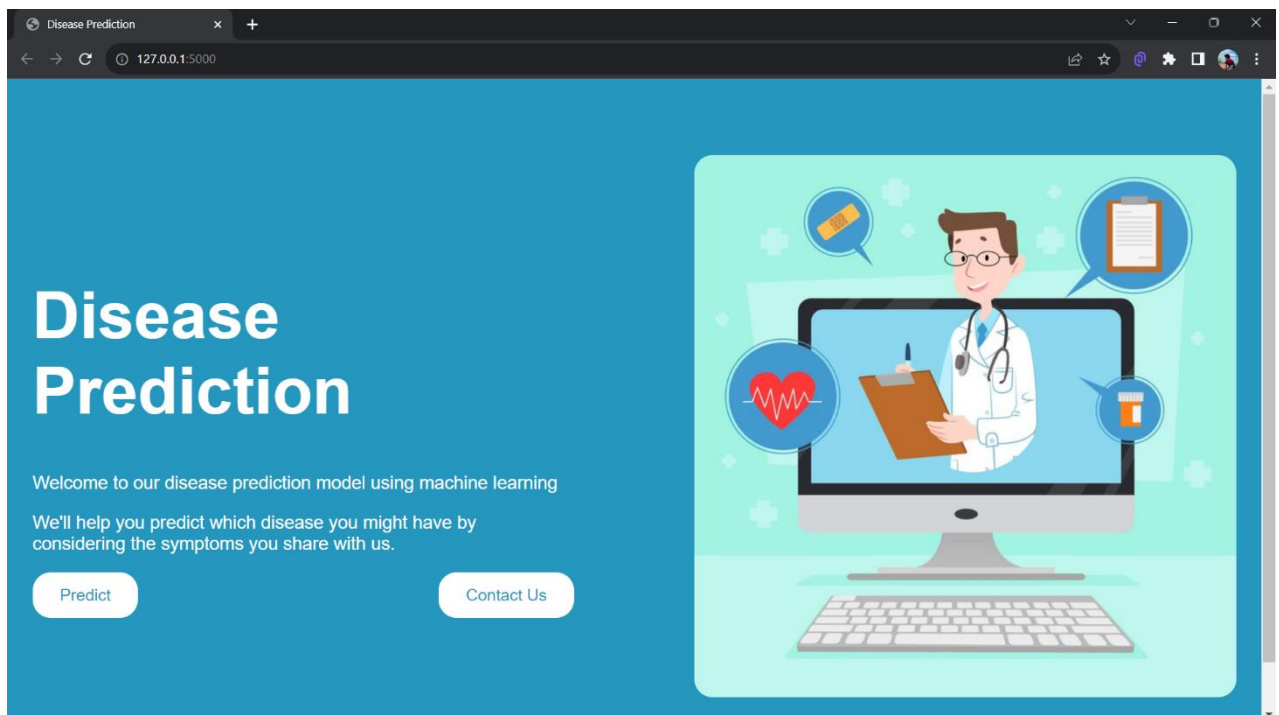 Disease Prediction
127.0.0.1:5000
Disease
Prediction
Welcome to our disease prediction model using machine learning
We'll help you predict which disease you might have by
considering the symptoms you share with us.
Predict
Contact Us